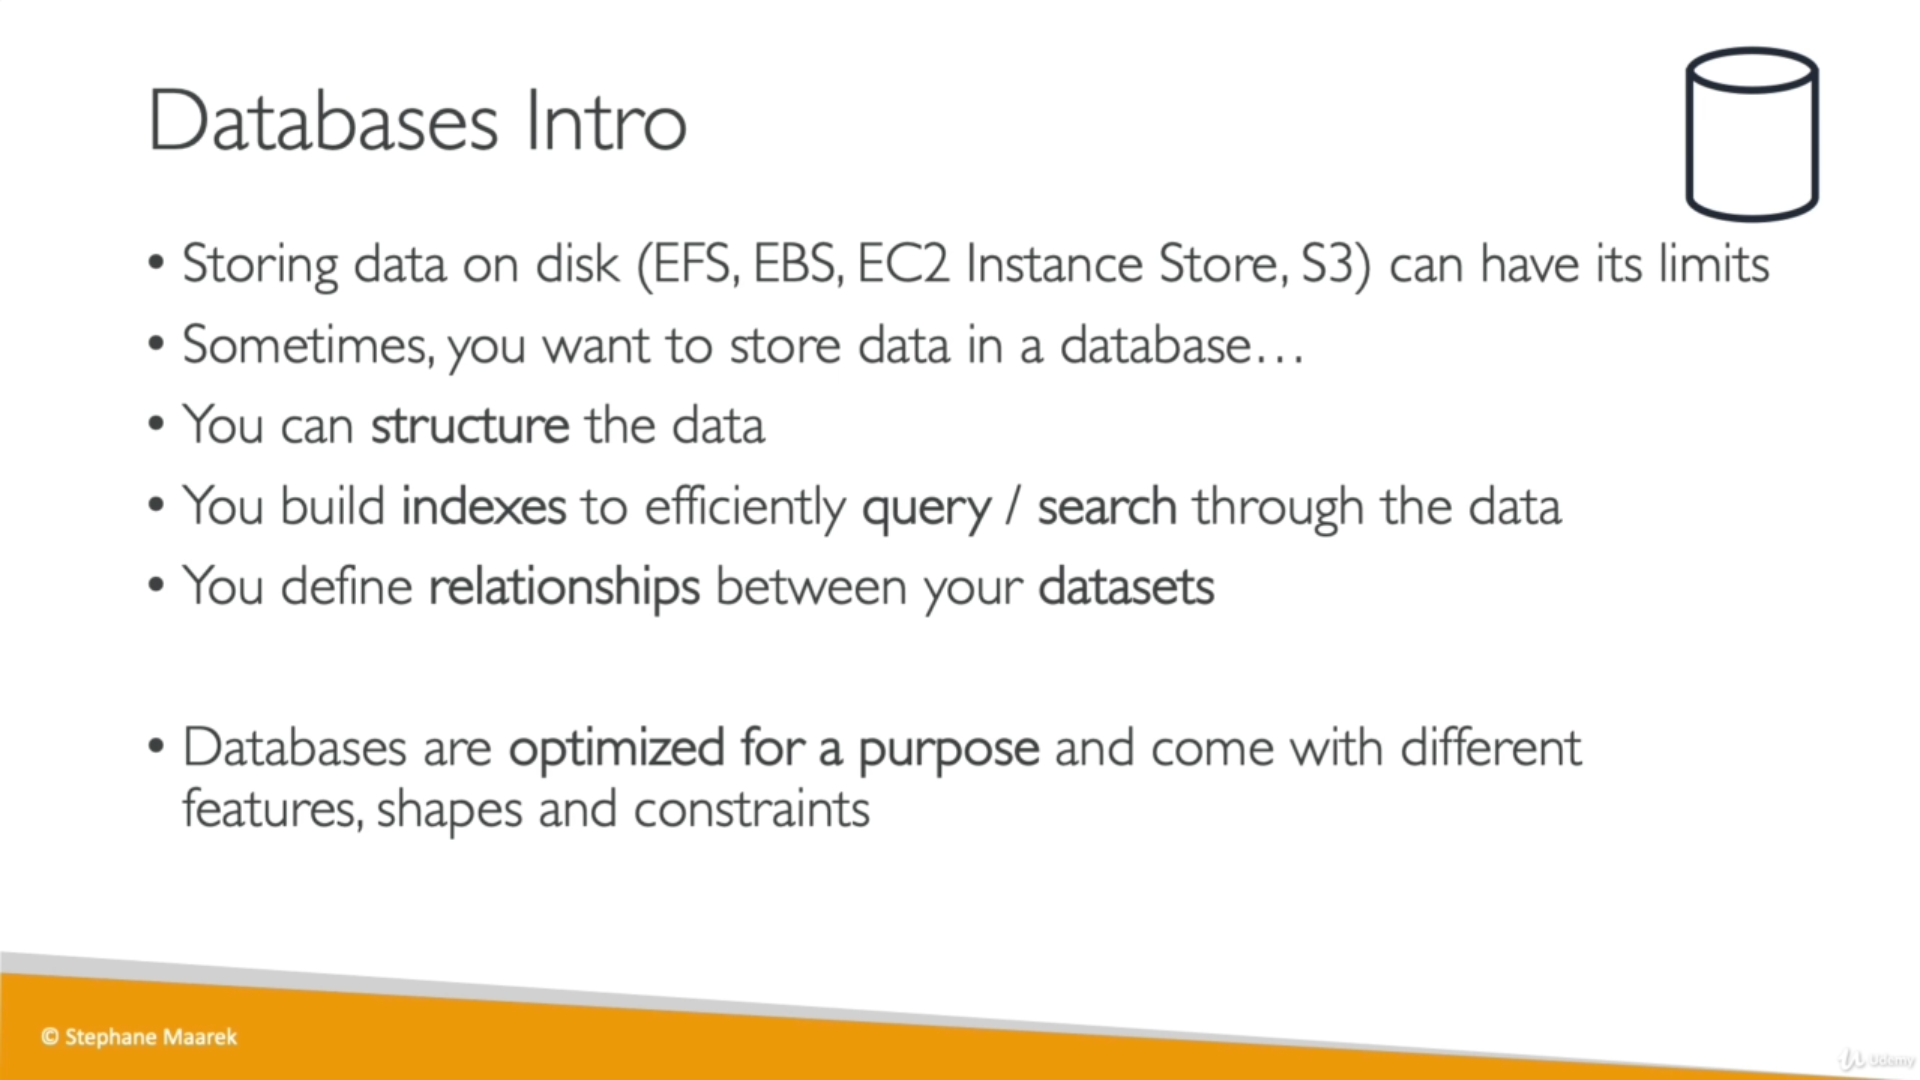 Databases Intro
• Storing data on disk (EFS, EBS, EC2 Instance Store, S3) can have its limits
• Sometimes, you want to store data in a database…
• You can structure the data
• You build indexes to efficiently query / search through the data
• You define relationships between your datasets
• Databases are optimized for a purpose and come with different
features, shapes and constraints
© Stephane Maarek
Udemy